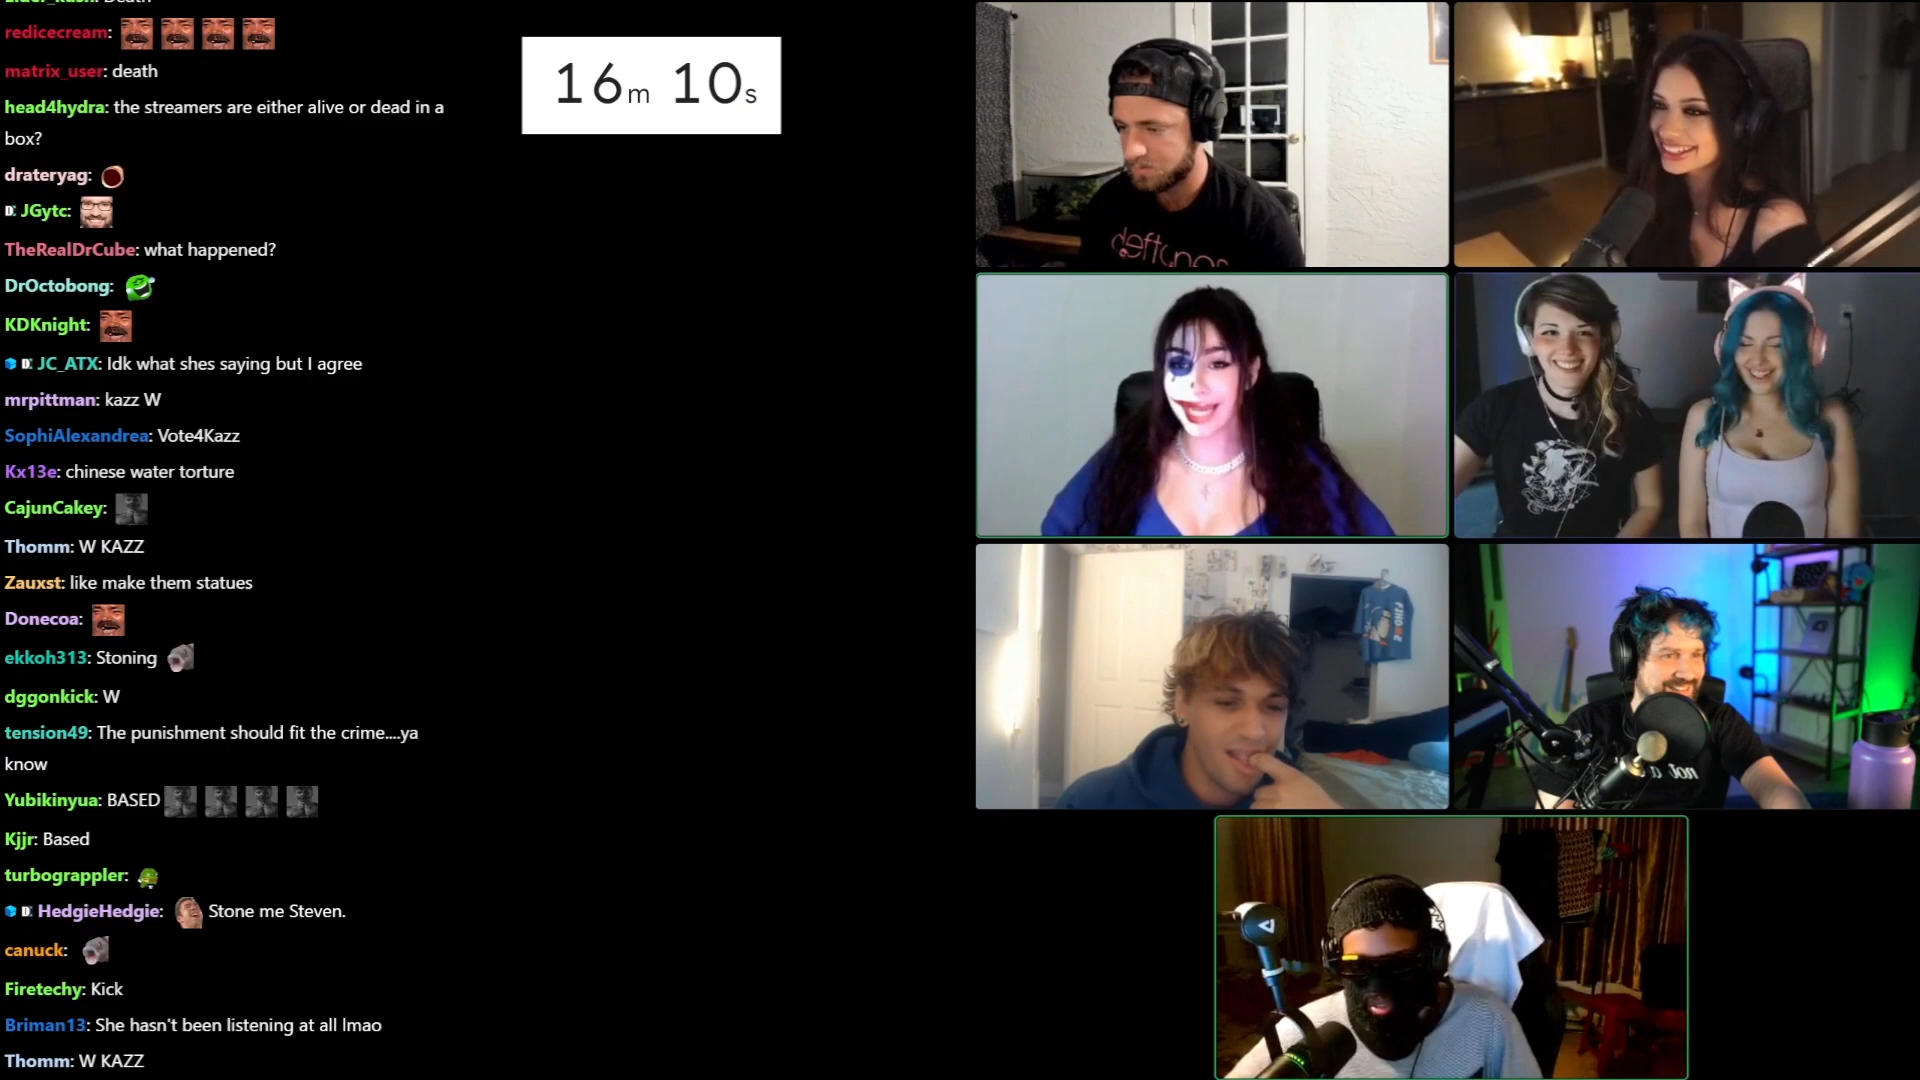 Elder_Rush: Death
redicecream:
matrix_user: death
head4hydra: the streamers are either alive or dead in a
box?
drateryag:
D: JGytc:
TheRealDrCube: what happened?
DrOctobong:
KDKnight:
D: JC_ATX: Idk what shes saying but I agree
mrpittman: kazz W
SophiAlexandrea: Vote4Kazz
Kx13e: chinese water torture
CajunCakey:
Thomm: W KAZZ
Zauxst: like make them statues
Donecoa:
ekkoh313: Stoning
dggonkick: W
tension49: The punishment should fit the crime....ya
know
Yubikinyua: BASED
Kjjr: Based
turbograppler:
D: HedgieHedgie: Stone me Steven.
canuck:
Firetechy: Kick
Briman13: She hasn't been listening at all lmao
Thomm: W KAZZ
16m 10s
deftones
Jon